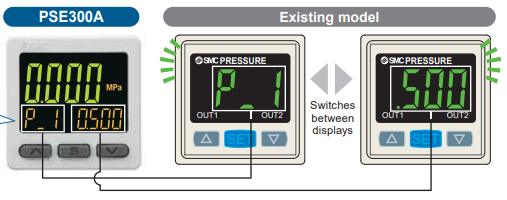 PSE300A
Existing model
SMC
0.000 MPa
P_1 0.500
SMC PRESSURE
P_1
OUT1 OUT2
SET
Switches
between
displays
SMC PRESSURE
.500
OUT1 OUT2
SET
S